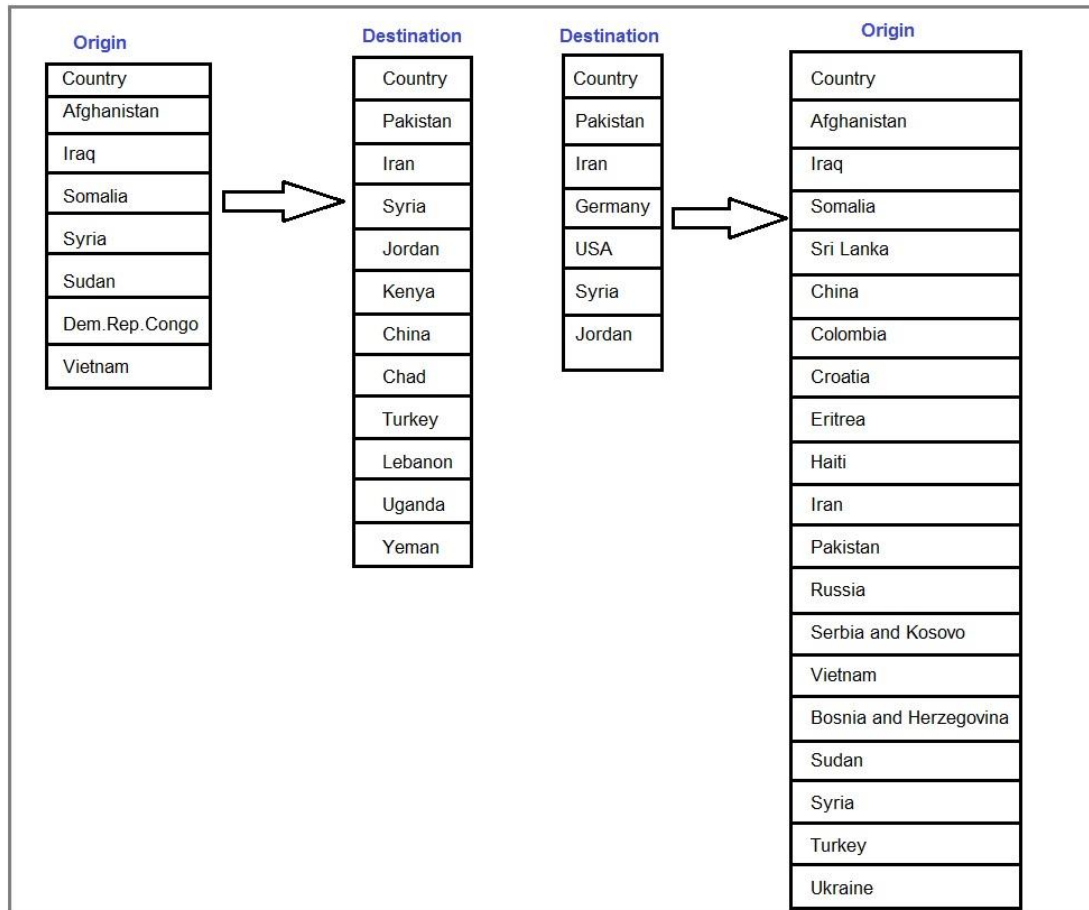 Origin
Country
Afghanistan
Iraq
Somalia
Syria
Sudan
Dem.Rep.Congo
Vietnam
Destination
Country
Pakistan
Iran
Syria
Jordan
Kenya
China
Chad
Turkey
Lebanon
Uganda
Yeman
Destination
Country
Pakistan
Iran
Germany
USA
Syria
Jordan
Origin
Country
Afghanistan
Iraq
Somalia
Sri Lanka
China
Colombia
Croatia
Eritrea
Haiti
Iran
Pakistan
Russia
Serbia and Kosovo
Vietnam
Bosnia and Herzegovina
Sudan
Syria
Turkey
Ukraine